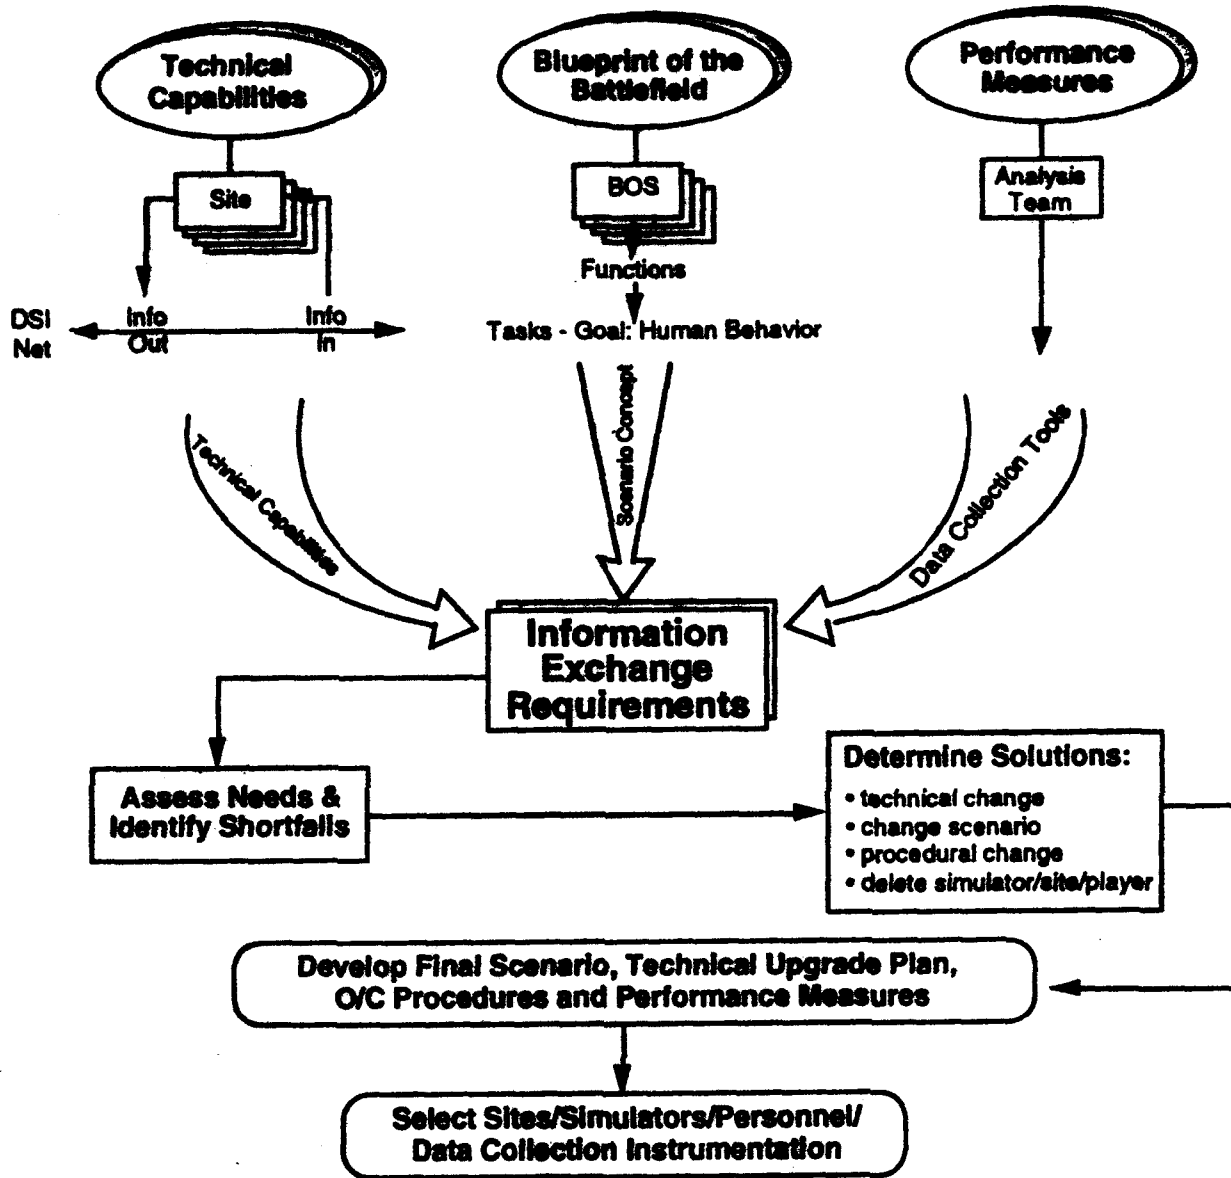 Technical
Capabilities
Blueprint of the
Battlefield
Performance
Measures
Site
BOS
Analysis
Team
Functions
DSI
Net
Info
Out
Info
In
Tasks - Goal: Human Behavior
Technical Capabilities
Scenario Concept
Data Collection Tools
Information
Exchange
Requirements
Assess Needs &
Identify Shortfalls
Determine Solutions:
• technical change
• change scenario
• procedural change
• delete simulator/site/player
Develop Final Scenario, Technical Upgrade Plan,
O/C Procedures and Performance Measures
Select Sites/Simulators/Personnel/
Data Collection Instrumentation